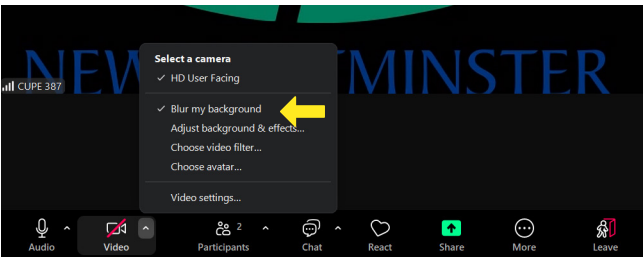 NEW WESTMINSTER
CUPE 387
Select a camera
HD User Facing
Blur my background
Adjust background & effects...
Choose video filter...
Choose avatar...
Video settings...
2
Audio
Video
Participants
Chat
React
Share
More
Leave